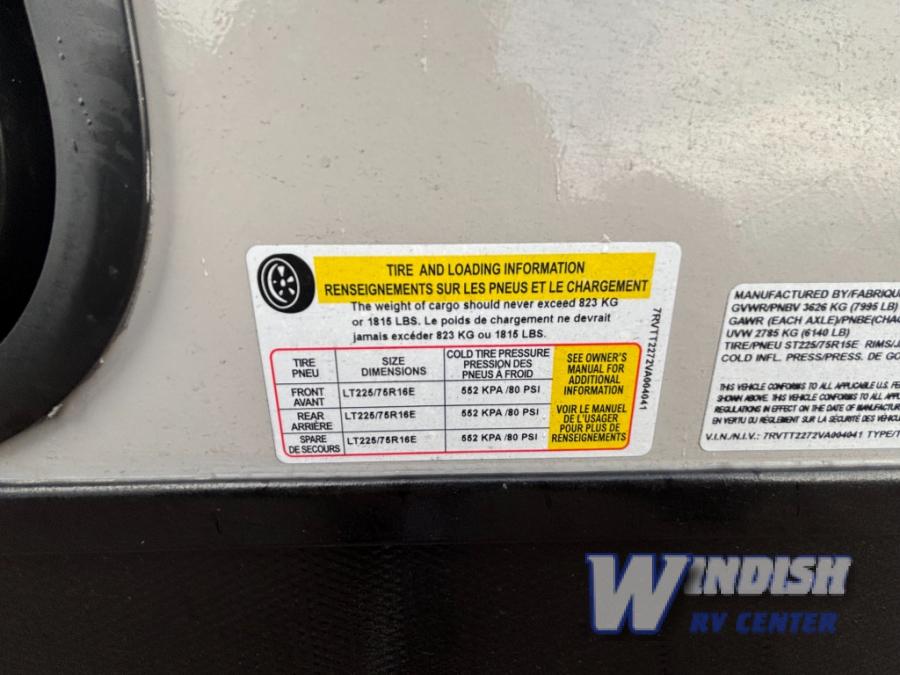 TIRE AND LOADING INFORMATION
RENSEIGNEMENTS SUR LES PNEUS ET LE CHARGEMENT
The weight of cargo should never exceed 823 KG
or 1815 LBS. Le poids de chargement ne devrait
jamais excéder 823 KG ou 1815 LBS.
TIRE PNEU
SIZE DIMENSIONS
COLD TIRE PRESSURE PRESSION DES PNEUS À FROID
FRONT AVANT
LT225/75R16E
552 KPA/80 PSI
REAR ARRIÈRE
LT225/75R16E
552 KPA /80 PSI
SPARE DE SECOURS
LT225/75R16E
552 KPA /80 PSI
SEE OWNER'S
MANUAL FOR
ADDITIONAL
INFORMATION
VOIR LE MANUEL
DE L'USAGER
POUR PLUS DE
RENSEIGNEMENTS
7RVTT2272VA004041
MANUFACTURED BY/FABRIQUE
GVWR/PNBV 3626 KG (7995 LB)
GAWR (EACH AXLE)/PNBE(CHAQ
UVW 2785 KG (6140 LB)
TIRE/PNEU ST225/75R15E RIMS/J
COLD INFL. PRESS/PRESS. DE GO
THIS VEHICLE CONFORMS TO ALL APPLICABLE U.S. FE
SHOWN ABOVE. THIS VEHICLE CONFORMS TO ALL APPL
REGULATIONS IN EFFECT ON THE DATE OF MANUFACTUR
EN VERTU DU RÈGLEMENT SUR LA SÉCURITÉ DES VÉHICU
V.I.N./N.I.V.: 7RVTT2272VA004041 TYPE/T
WINDISH
RV CENTER